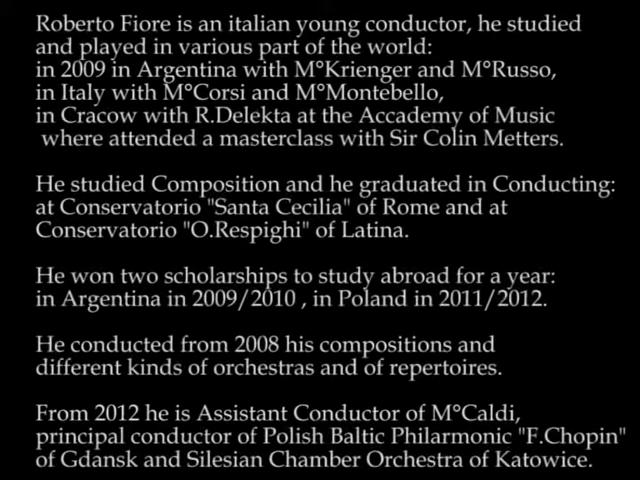 Roberto Fiore is an italian young conductor, he studied
and played in various part of the world:
in 2009 in Argentina with M°Krienger and M°Russo,
in Italy with M°Corsi and M°Montebello,
in Cracow with R.Delekta at the Accademy of Music
where attended a masterclass with Sir Colin Metters.
He studied Composition and he graduated in Conducting:
at Conservatorio "Santa Cecilia" of Rome and at
Conservatorio "O.Respighi" of Latina.
He won two scholarships to study abroad for a year:
in Argentina in 2009/2010 , in Poland in 2011/2012.
He conducted from 2008 his compositions and
different kinds of orchestras and of repertoires.
From 2012 he is Assistant Conductor of M°Caldi,
principal conductor of Polish Baltic Philarmonic "F.Chopin"
of Gdańsk and Silesian Chamber Orchestra of Katowice.